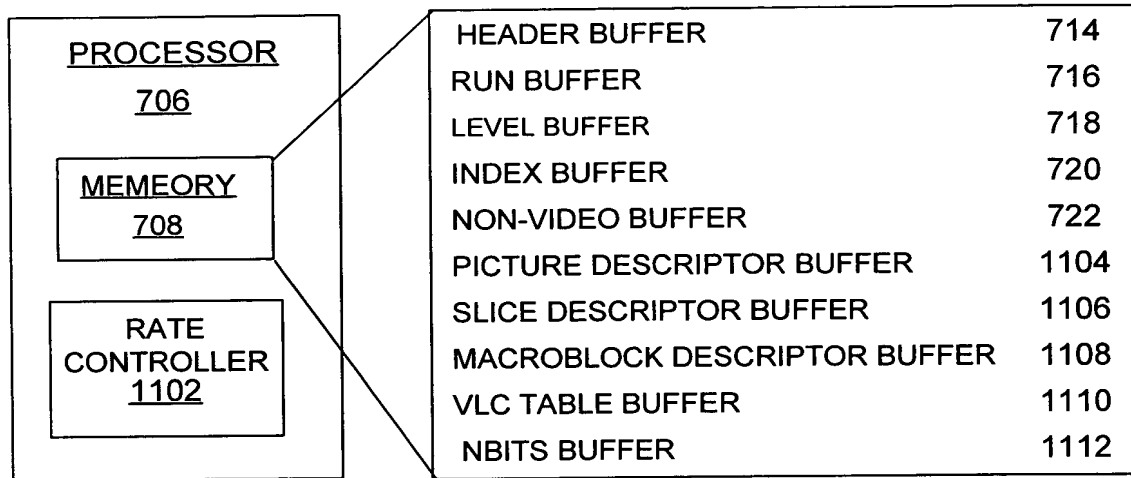 PROCESSOR
706
MEMEORY
708
RATE
CONTROLLER
1102
HEADER BUFFER 714
RUN BUFFER 716
LEVEL BUFFER 718
INDEX BUFFER 720
NON-VIDEO BUFFER 722
PICTURE DESCRIPTOR BUFFER 1104
SLICE DESCRIPTOR BUFFER 1106
MACROBLOCK DESCRIPTOR BUFFER 1108
VLC TABLE BUFFER 1110
NBITS BUFFER 1112